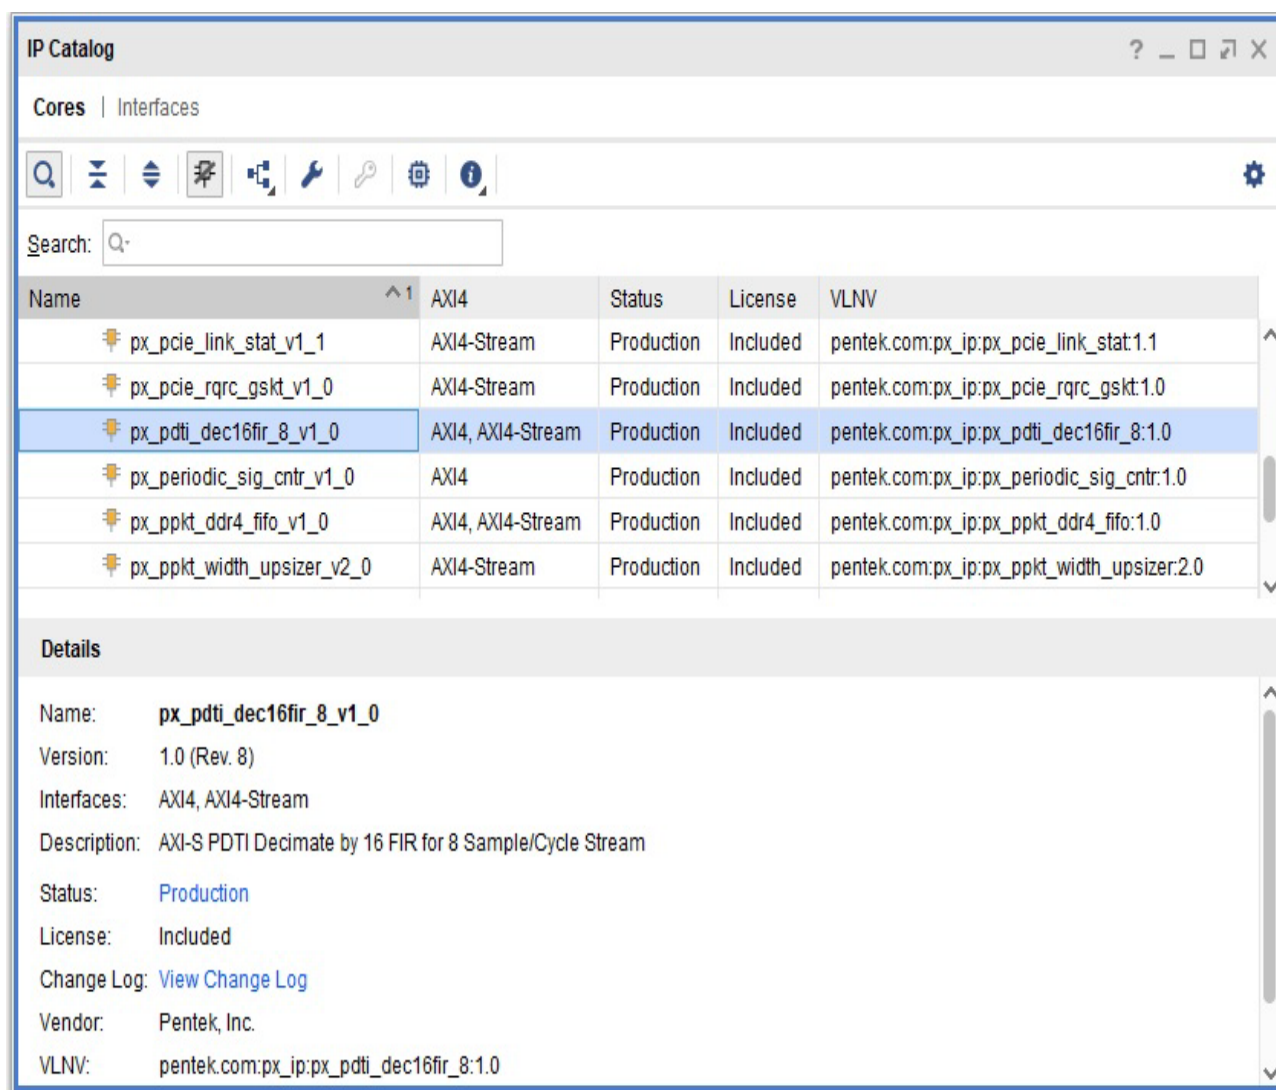 IP Catalog
Cores | Interfaces
Search:
Name 1 AXI4 Status License VLNV
px_pcie_link_stat_v1_1 AXI4-Stream Production Included pentek.com:px_ip:px_pcie_link_stat:1.1
px_pcie_rqrc_gskt_v1_0 AXI4-Stream Production Included pentek.com:px_ip:px_pcie_rqrc_gskt:1.0
px_pdti_dec16fir_8_v1_0 AXI4, AXI4-Stream Production Included pentek.com:px_ip:px_pdti_dec16fir_8:1.0
px_periodic_sig_cntr_v1_0 AXI4 Production Included pentek.com:px_ip:px_periodic_sig_cntr:1.0
px_ppkt_ddr4_fifo_v1_0 AXI4, AXI4-Stream Production Included pentek.com:px_ip:px_ppkt_ddr4_fifo:1.0
px_ppkt_width_upsizer_v2_0 AXI4-Stream Production Included pentek.com:px_ip:px_ppkt_width_upsizer:2.0
Details
Name: px_pdti_dec16fir_8_v1_0
Version: 1.0 (Rev. 8)
Interfaces: AXI4, AXI4-Stream
Description: AXI-S PDTI Decimate by 16 FIR for 8 Sample/Cycle Stream
Status: Production
License: Included
Change Log: View Change Log
Vendor: Pentek, Inc.
VLNV: pentek.com:px_ip:px_pdti_dec16fir_8:1.0